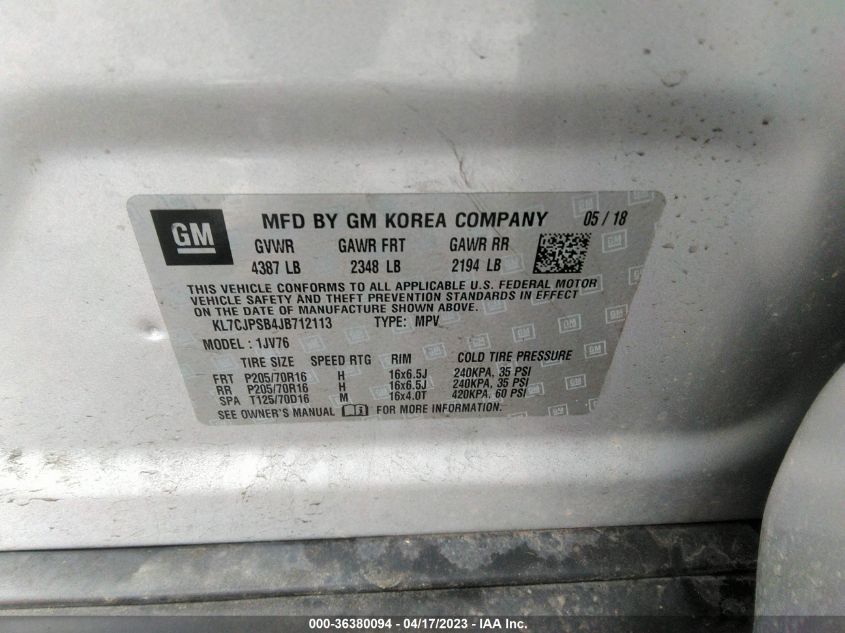 GM MFD BY GM KOREA COMPANY 05 / 18
GVWR GAWR FRT GAWR RR
4387 LB 2348 LB 2194 LB
THIS VEHICLE CONFORMS TO ALL APPLICABLE U.S. FEDERAL MOTOR
VEHICLE SAFETY AND THEFT PREVENTION STANDARDS IN EFFECT
ON THE DATE OF MANUFACTURE SHOWN ABOVE.
KL7CJPSB4JB712113 TYPE: MPV
MODEL : 1JV76
TIRE SIZE SPEED RTG RIM COLD TIRE PRESSURE
FRT P205/70R16 H 16x6.5J 240KPA, 35 PSI
RR P205/70R16 H 16x6.5J 240KPA, 35 PSI
SPA T125/70D16 M 16x4.0T 420KPA, 60 PSI
SEE OWNER'S MANUAL FOR MORE INFORMATION.
000-36380094 - 04/17/2023 - IAA Inc.